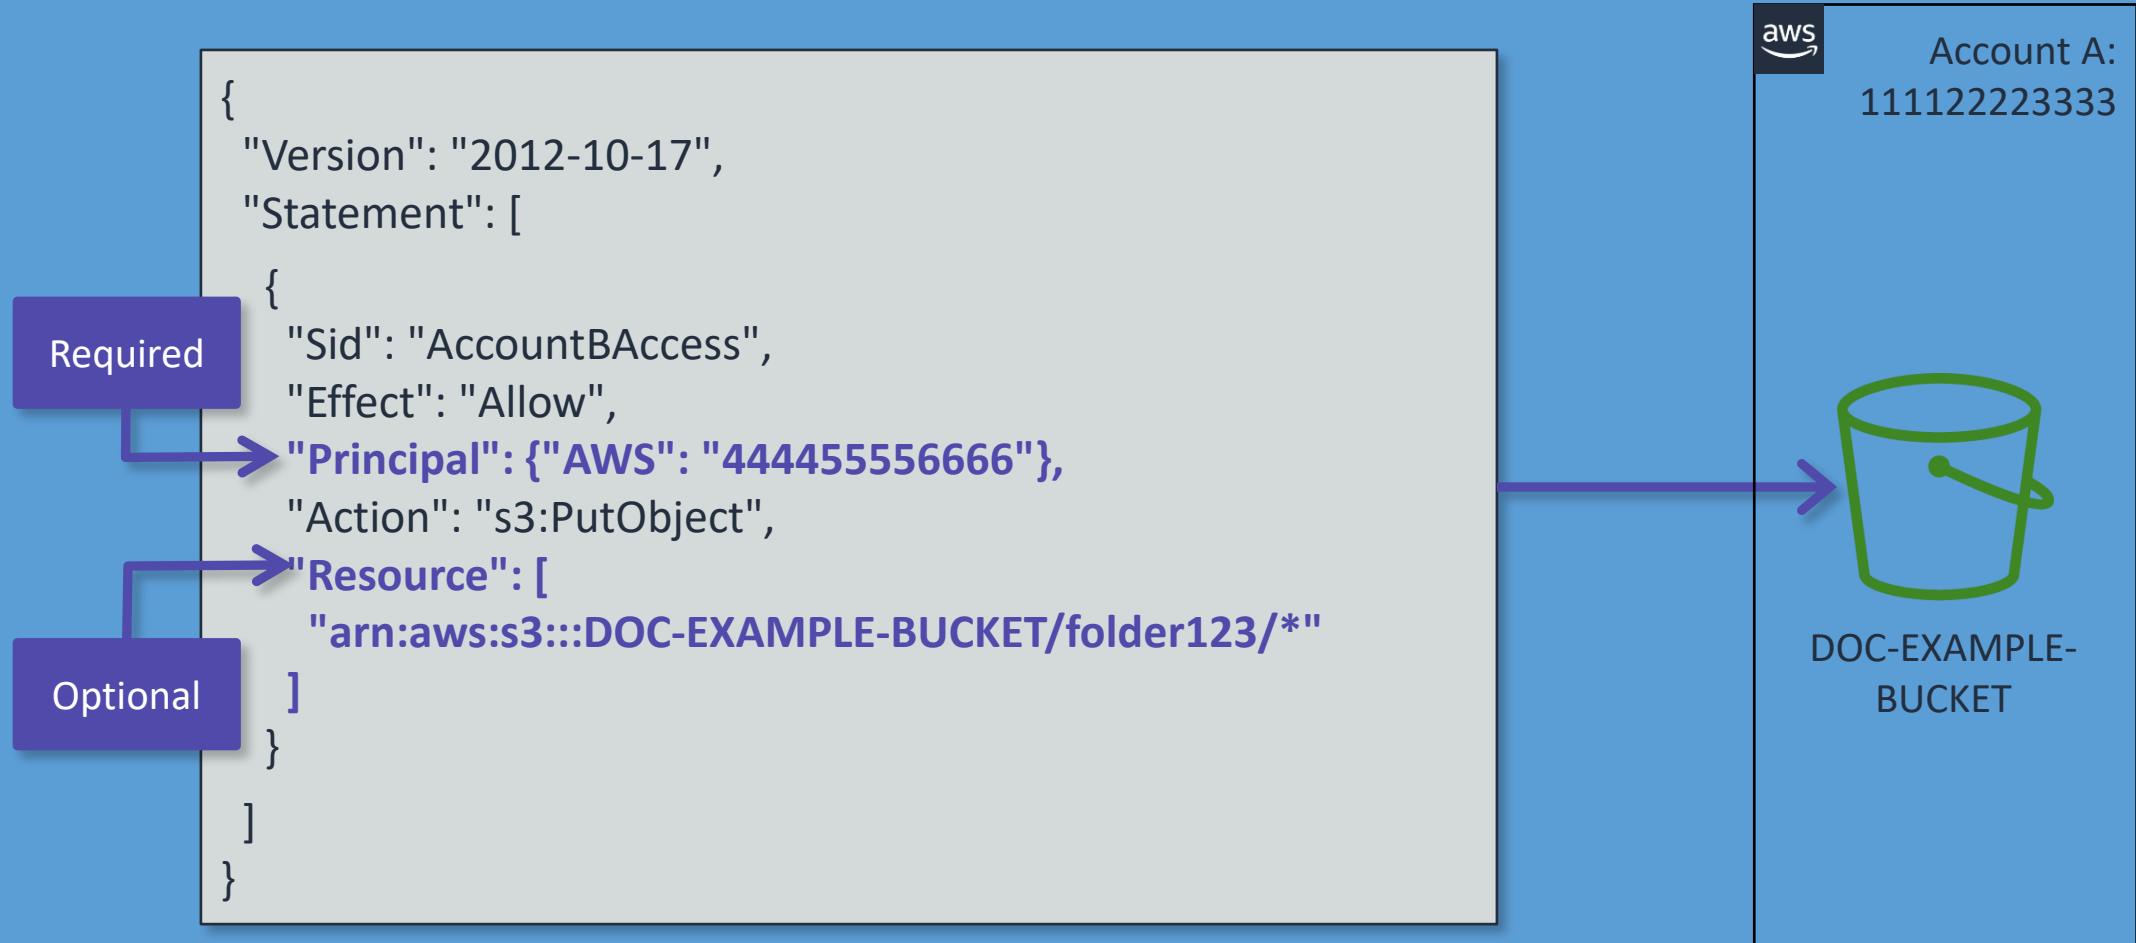 aws
Account A:
111122223333
{
"Version": "2012-10-17",
"Statement": [
{
"Sid": "AccountBAccess",
"Effect": "Allow",
"Principal": {"AWS": "444455556666"},
"Action": "s3:PutObject",
"Resource": [
"arn:aws:s3:::DOC-EXAMPLE-BUCKET/folder123/*"
]
}
]
}
Required
Optional
DOC-EXAMPLE-
BUCKET